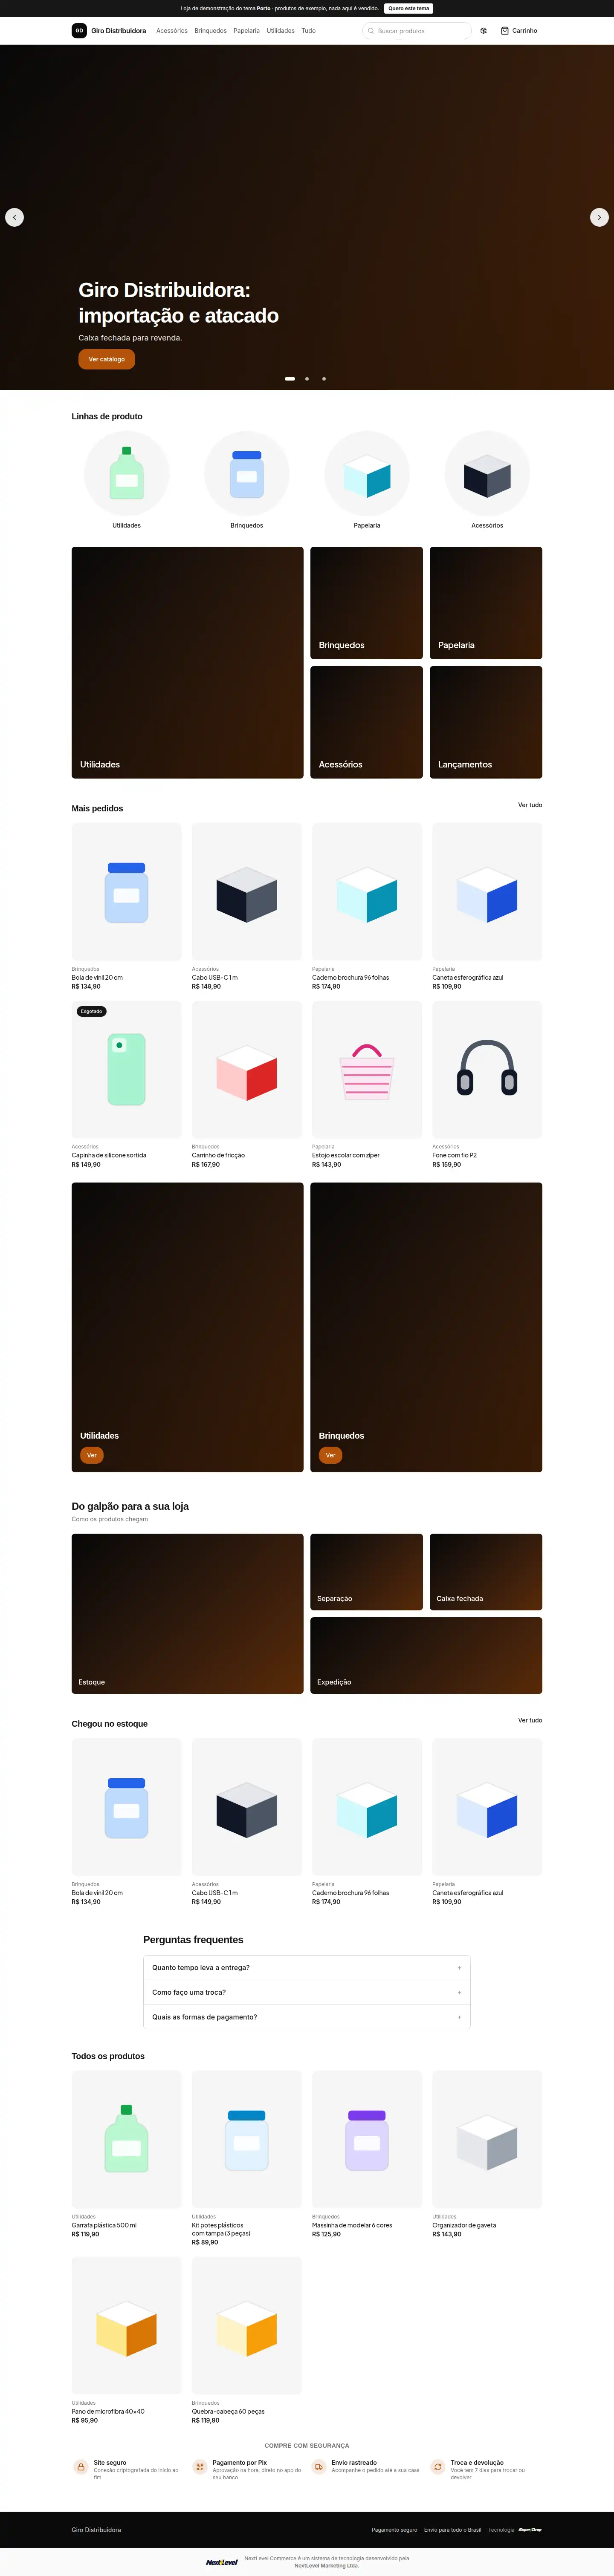 Loja de demonstração do tema Porto · produtos de exemplo, nada aqui é vendido. Quero este tema
GD Giro Distribuidora Acessórios Brinquedos Papelaria Utilidades Tudo Buscar produtos Carrinho
Giro Distribuidora:
importação e atacado
Caixa fechada para revenda.
Ver catálogo
Linhas de produto
Utilidades Brinquedos Papelaria Acessórios
Brinquedos Papelaria
Utilidades Acessórios Lançamentos
Mais pedidos Ver tudo
Brinquedos Acessórios Papelaria Papelaria
Bola de vinil 20 cm Cabo USB-C 1 m Caderno brochura 96 folhas Caneta esferográfica azul
R$ 134,90 R$ 149,90 R$ 174,90 R$ 109,90
Esgotado
Acessórios Brinquedos Papelaria Acessórios
Capinha de silicone sortida Carrinho de fricção Estojo escolar com zíper Fone com fio P2
R$ 149,90 R$ 167,90 R$ 143,90 R$ 159,90
Utilidades Brinquedos
Ver Ver
Do galpão para a sua loja
Como os produtos chegam
Separação Caixa fechada
Estoque Expedição
Chegou no estoque Ver tudo
Brinquedos Acessórios Papelaria Papelaria
Bola de vinil 20 cm Cabo USB-C 1 m Caderno brochura 96 folhas Caneta esferográfica azul
R$ 134,90 R$ 149,90 R$ 174,90 R$ 109,90
Perguntas frequentes
Quanto tempo leva a entrega? +
Como faço uma troca? +
Quais as formas de pagamento? +
Todos os produtos
Utilidades Utilidades Brinquedos Utilidades
Garrafa plástica 500 ml Kit potes plásticos Massinha de modelar 6 cores Organizador de gaveta
R$ 119,90 com tampa (3 peças) R$ 125,90 R$ 143,90
R$ 89,90
Utilidades Brinquedos
Pano de microfibra 40x40 Quebra-cabeça 60 peças
R$ 95,90 R$ 119,90
COMPRE COM SEGURANÇA
Site seguro Pagamento por Pix Envio rastreado Troca e devolução
Conexão criptografada do início ao Aprovação na hora, direto no app do Acompanhe o pedido até a sua casa Você tem 7 dias para trocar ou
fim seu banco devolver
Giro Distribuidora Pagamento seguro Envio para todo o Brasil Tecnologia SuperDrop
NextLevel NextLevel Commerce é um sistema de tecnologia desenvolvido pela
NextLevel Marketing Ltda.